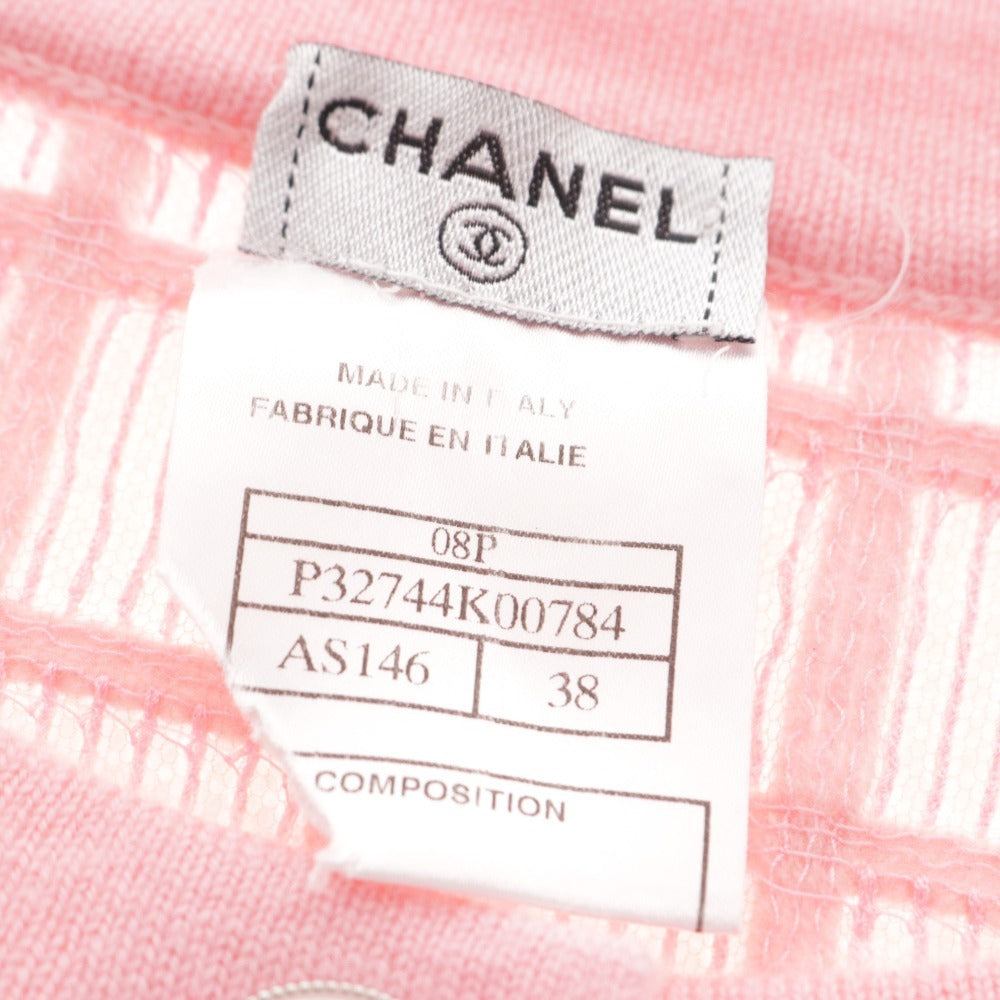 CHANEL
MADE IN ITALY
FABRIQUE EN ITALIE
08P
P32744K00784
AS146 38
COMPOSITION